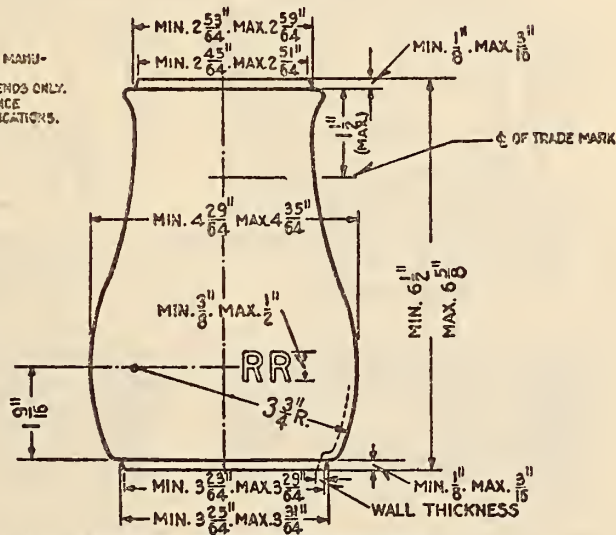 MIN. 2 53/64". MAX. 2 59/64"
MIN. 2 45/64". MAX 2 51/64"
MIN. 1/8". MAX. 3/16"
MANU-
ENDS ONLY.
1 1/2" (MAX.)
℄ OF TRADE MARK
MIN. 4 29/64" MAX 4 35/64"
MIN. 6 1/2"
MAX. 6 5/8"
MIN. 3/8". MAX. 1/2"
RR
1 9/16"
3 3/4" R.
MIN. 3 23/64". MAX. 3 29/64"
MIN. 1/8". MAX. 3/16"
WALL THICKNESS
MIN. 3 25/64". MAX 3 31/64"